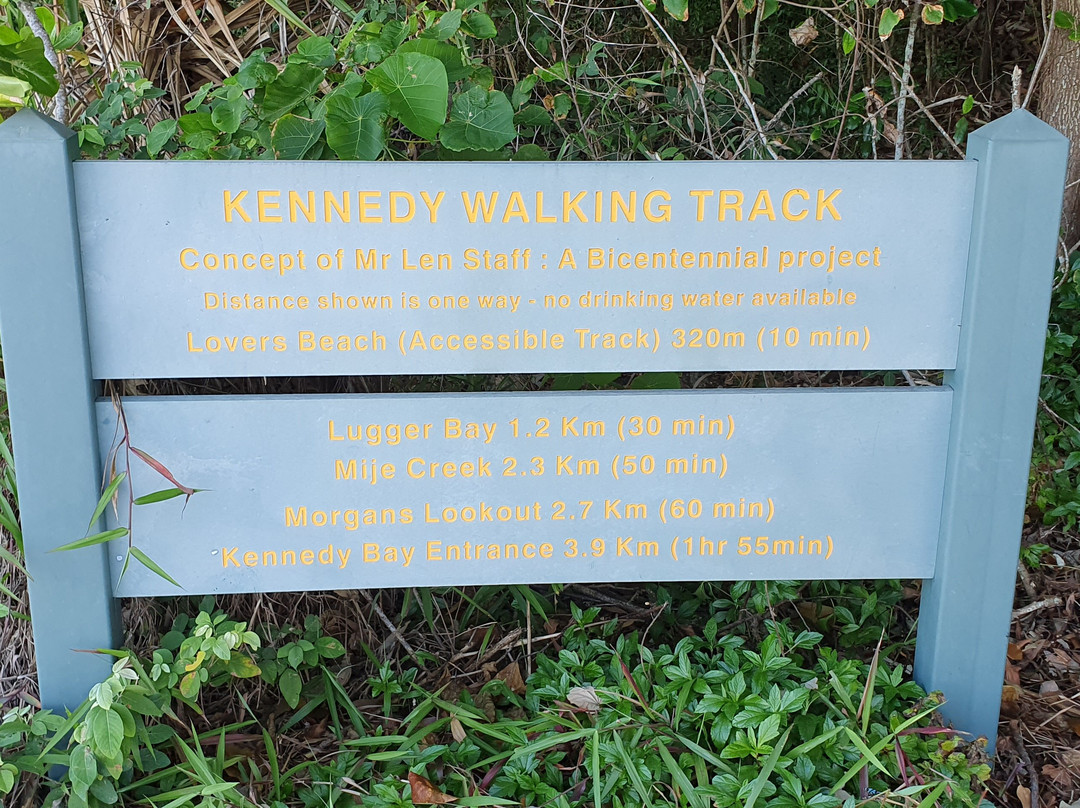 KENNEDY WALKING TRACK
Concept of Mr Len Staff : A Bicentennial project
Distance shown is one way - no drinking water available
Lovers Beach (Accessible Track) 320m (10 min)
Lugger Bay 1.2 Km (30 min)
Mije Creek 2.3 Km (50 min)
Morgans Lookout 2.7 Km (60 min)
Kennedy Bay Entrance 3.9 Km (1hr 55min)